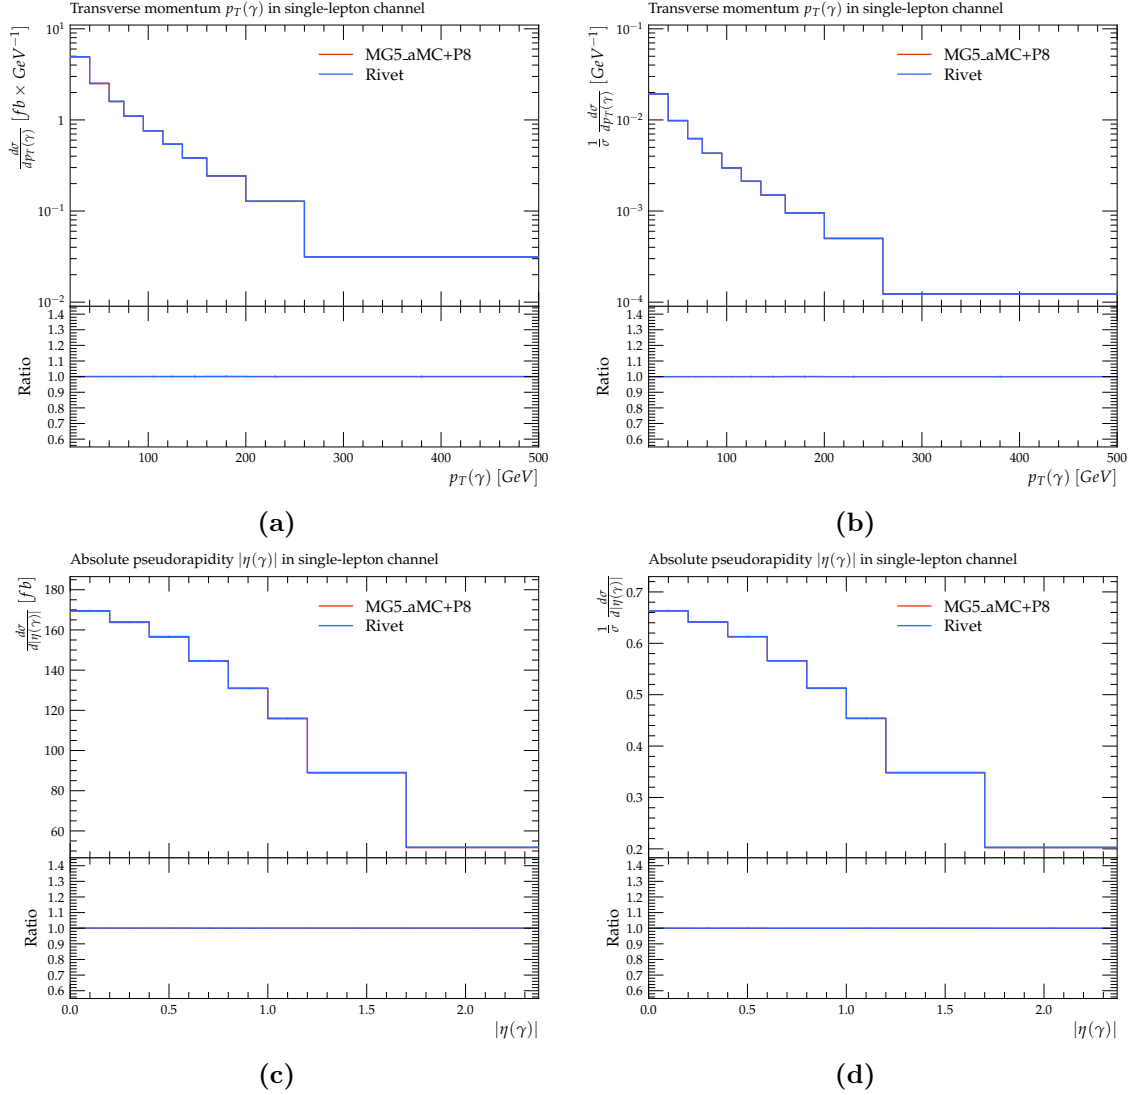 Transverse momentum p_T(γ) in single-lepton channel
dσ/dp_T(γ) [fb × GeV⁻¹]
10¹
1
10⁻¹
10⁻²
MG5_aMC+P8
Rivet
Ratio
1.4
1.3
1.2
1.1
1.0
0.9
0.8
0.7
0.6
100 200 300 400 500
p_T(γ) [GeV]
(a)
Transverse momentum p_T(γ) in single-lepton channel
1/σ dσ/dp_T(γ) [GeV⁻¹]
10⁻¹
10⁻²
10⁻³
10⁻⁴
MG5_aMC+P8
Rivet
Ratio
1.4
1.3
1.2
1.1
1.0
0.9
0.8
0.7
0.6
100 200 300 400 500
p_T(γ) [GeV]
(b)
Absolute pseudorapidity |η(γ)| in single-lepton channel
dσ/d|η(γ)| [fb]
180
160
140
120
100
80
60
MG5_aMC+P8
Rivet
Ratio
1.4
1.3
1.2
1.1
1.0
0.9
0.8
0.7
0.6
0.0 0.5 1.0 1.5 2.0
|η(γ)|
(c)
Absolute pseudorapidity |η(γ)| in single-lepton channel
1/σ dσ/d|η(γ)|
0.7
0.6
0.5
0.4
0.3
0.2
MG5_aMC+P8
Rivet
Ratio
1.4
1.3
1.2
1.1
1.0
0.9
0.8
0.7
0.6
0.0 0.5 1.0 1.5 2.0
|η(γ)|
(d)